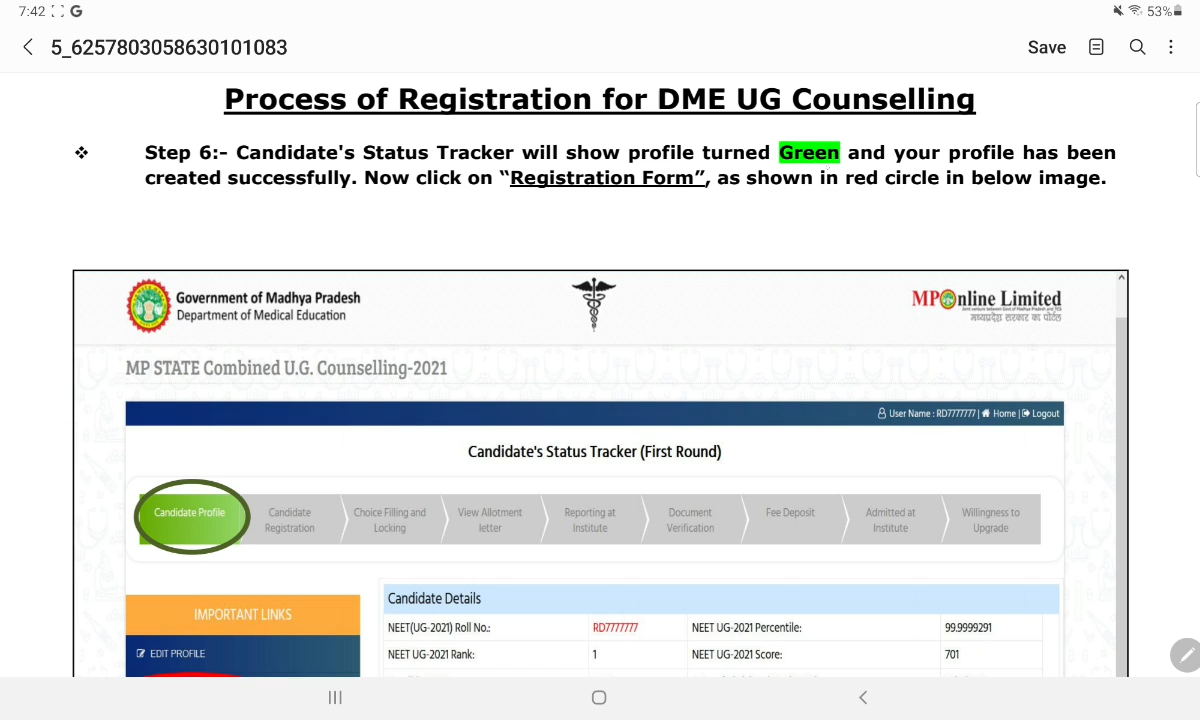 7:42 G 53%
5_6257803058630101083 Save
Process of Registration for DME UG Counselling
❖ Step 6:- Candidate's Status Tracker will show profile turned Green and your profile has been
created successfully. Now click on “Registration Form”, as shown in red circle in below image.
Government of Madhya Pradesh
Department of Medical Education
MPOnline Limited
मध्यप्रदेश सरकार का पोर्टल
MP STATE Combined U.G. Counselling-2021
User Name : RD7777777 | Home | Logout
Candidate's Status Tracker (First Round)
Candidate Profile
Candidate
Registration
Choice Filling and
Locking
View Allotment
letter
Reporting at
Institute
Document
Verification
Fee Deposit
Admitted at
Institute
Willingness to
Upgrade
IMPORTANT LINKS
EDIT PROFILE
Candidate Details
NEET(UG-2021) Roll No.: RD7777777 NEET UG-2021 Percentile: 99.9999291
NEET UG-2021 Rank: 1 NEET UG-2021 Score: 701